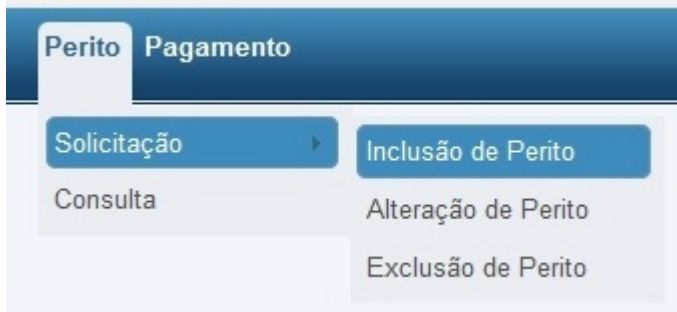 Perito Pagamento
Solicitação
Inclusão de Perito
Consulta
Alteração de Perito
Exclusão de Perito